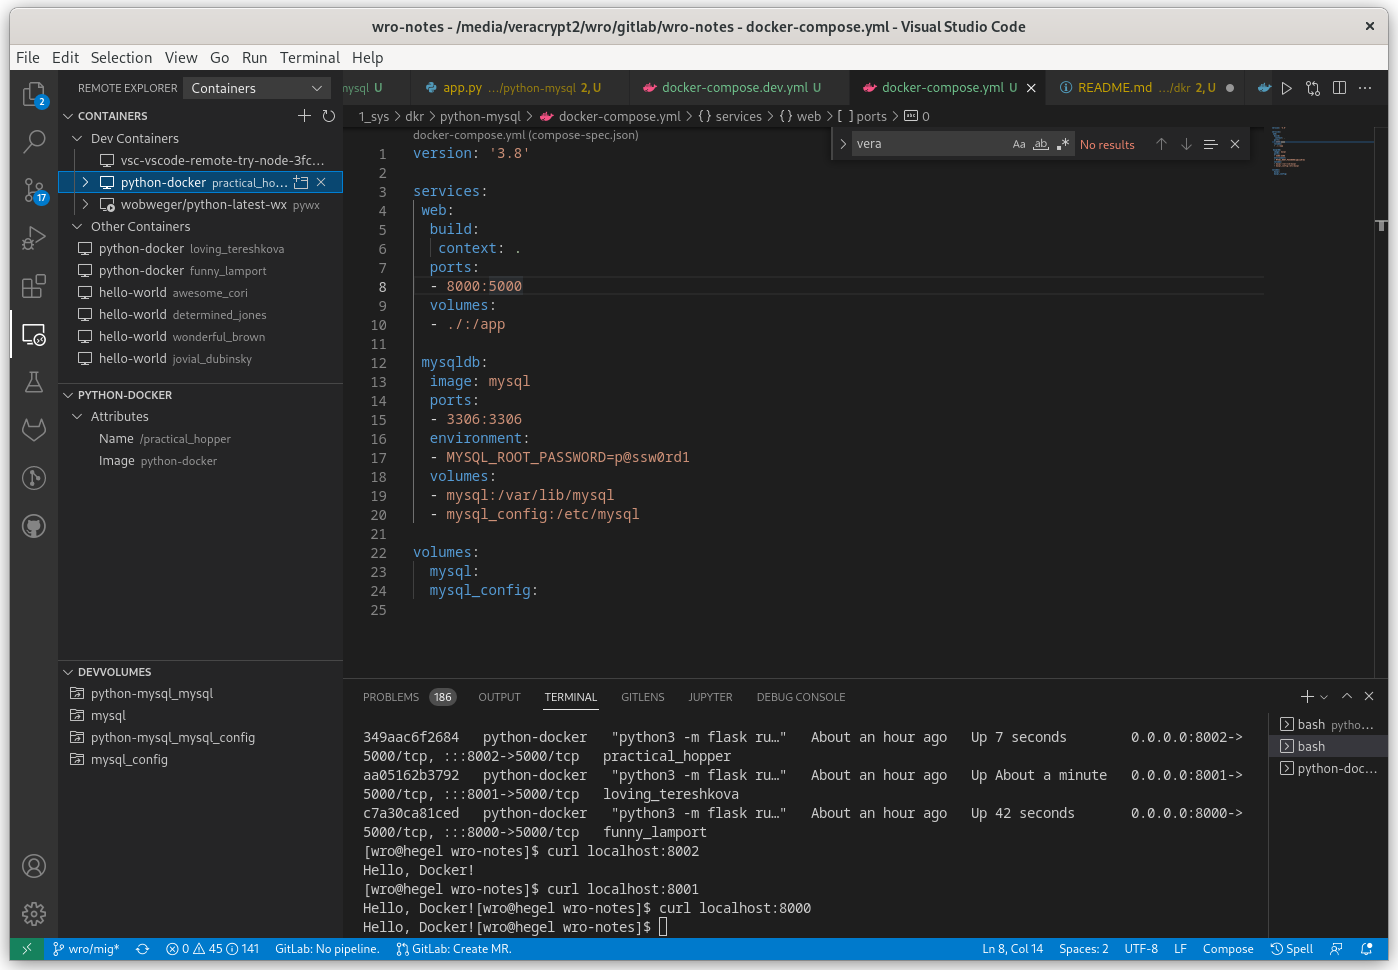 wro-notes - /media/veracrypt2/wro/gitlab/wro-notes - docker-compose.yml - Visual Studio Code
File Edit Selection View Go Run Terminal Help
REMOTE EXPLORER Containers
mysql U app.py .../python-mysql 2, U docker-compose.dev.yml U docker-compose.yml U README.md .../dkr 2, U
CONTAINERS
Dev Containers
vsc-vscode-remote-try-node-3fc...
python-docker practical_ho...
wobweger/python-latest-wx pywx
Other Containers
python-docker loving_tereshkova
python-docker funny_lamport
hello-world awesome_cori
hello-world determined_jones
hello-world wonderful_brown
hello-world jovial_dubinsky
PYTHON-DOCKER
Attributes
Name /practical_hopper
Image python-docker
DEVVOLUMES
python-mysql_mysql
mysql
python-mysql_mysql_config
mysql_config
2
17
1_sys > dkr > python-mysql > docker-compose.yml > {} services > {} web > [ ] ports > abc 0
docker-compose.yml (compose-spec.json)
vera Aa ab .* No results
1 version: '3.8'
2
3 services:
4 web:
5 build:
6 context: .
7 ports:
8 - 8000:5000
9 volumes:
10 - ./:/app
11
12 mysqldb:
13 image: mysql
14 ports:
15 - 3306:3306
16 environment:
17 - MYSQL_ROOT_PASSWORD=p@ssw0rd1
18 volumes:
19 - mysql:/var/lib/mysql
20 - mysql_config:/etc/mysql
21
22 volumes:
23 mysql:
24 mysql_config:
25
PROBLEMS 186 OUTPUT TERMINAL GITLENS JUPYTER DEBUG CONSOLE
349aac6f2684 python-docker "python3 -m flask ru…" About an hour ago Up 7 seconds 0.0.0.0:8002->
5000/tcp, :::8002->5000/tcp practical_hopper
aa05162b3792 python-docker "python3 -m flask ru…" About an hour ago Up About a minute 0.0.0.0:8001->
5000/tcp, :::8001->5000/tcp loving_tereshkova
c7a30ca81ced python-docker "python3 -m flask ru…" About an hour ago Up 42 seconds 0.0.0.0:8000->
5000/tcp, :::8000->5000/tcp funny_lamport
[wro@hegel wro-notes]$ curl localhost:8002
Hello, Docker!
[wro@hegel wro-notes]$ curl localhost:8001
Hello, Docker![wro@hegel wro-notes]$ curl localhost:8000
Hello, Docker![wro@hegel wro-notes]$
bash pytho...
bash
python-doc...
wro/mig* 0 45 141 GitLab: No pipeline. GitLab: Create MR. Ln 8, Col 14 Spaces: 2 UTF-8 LF Compose Spell